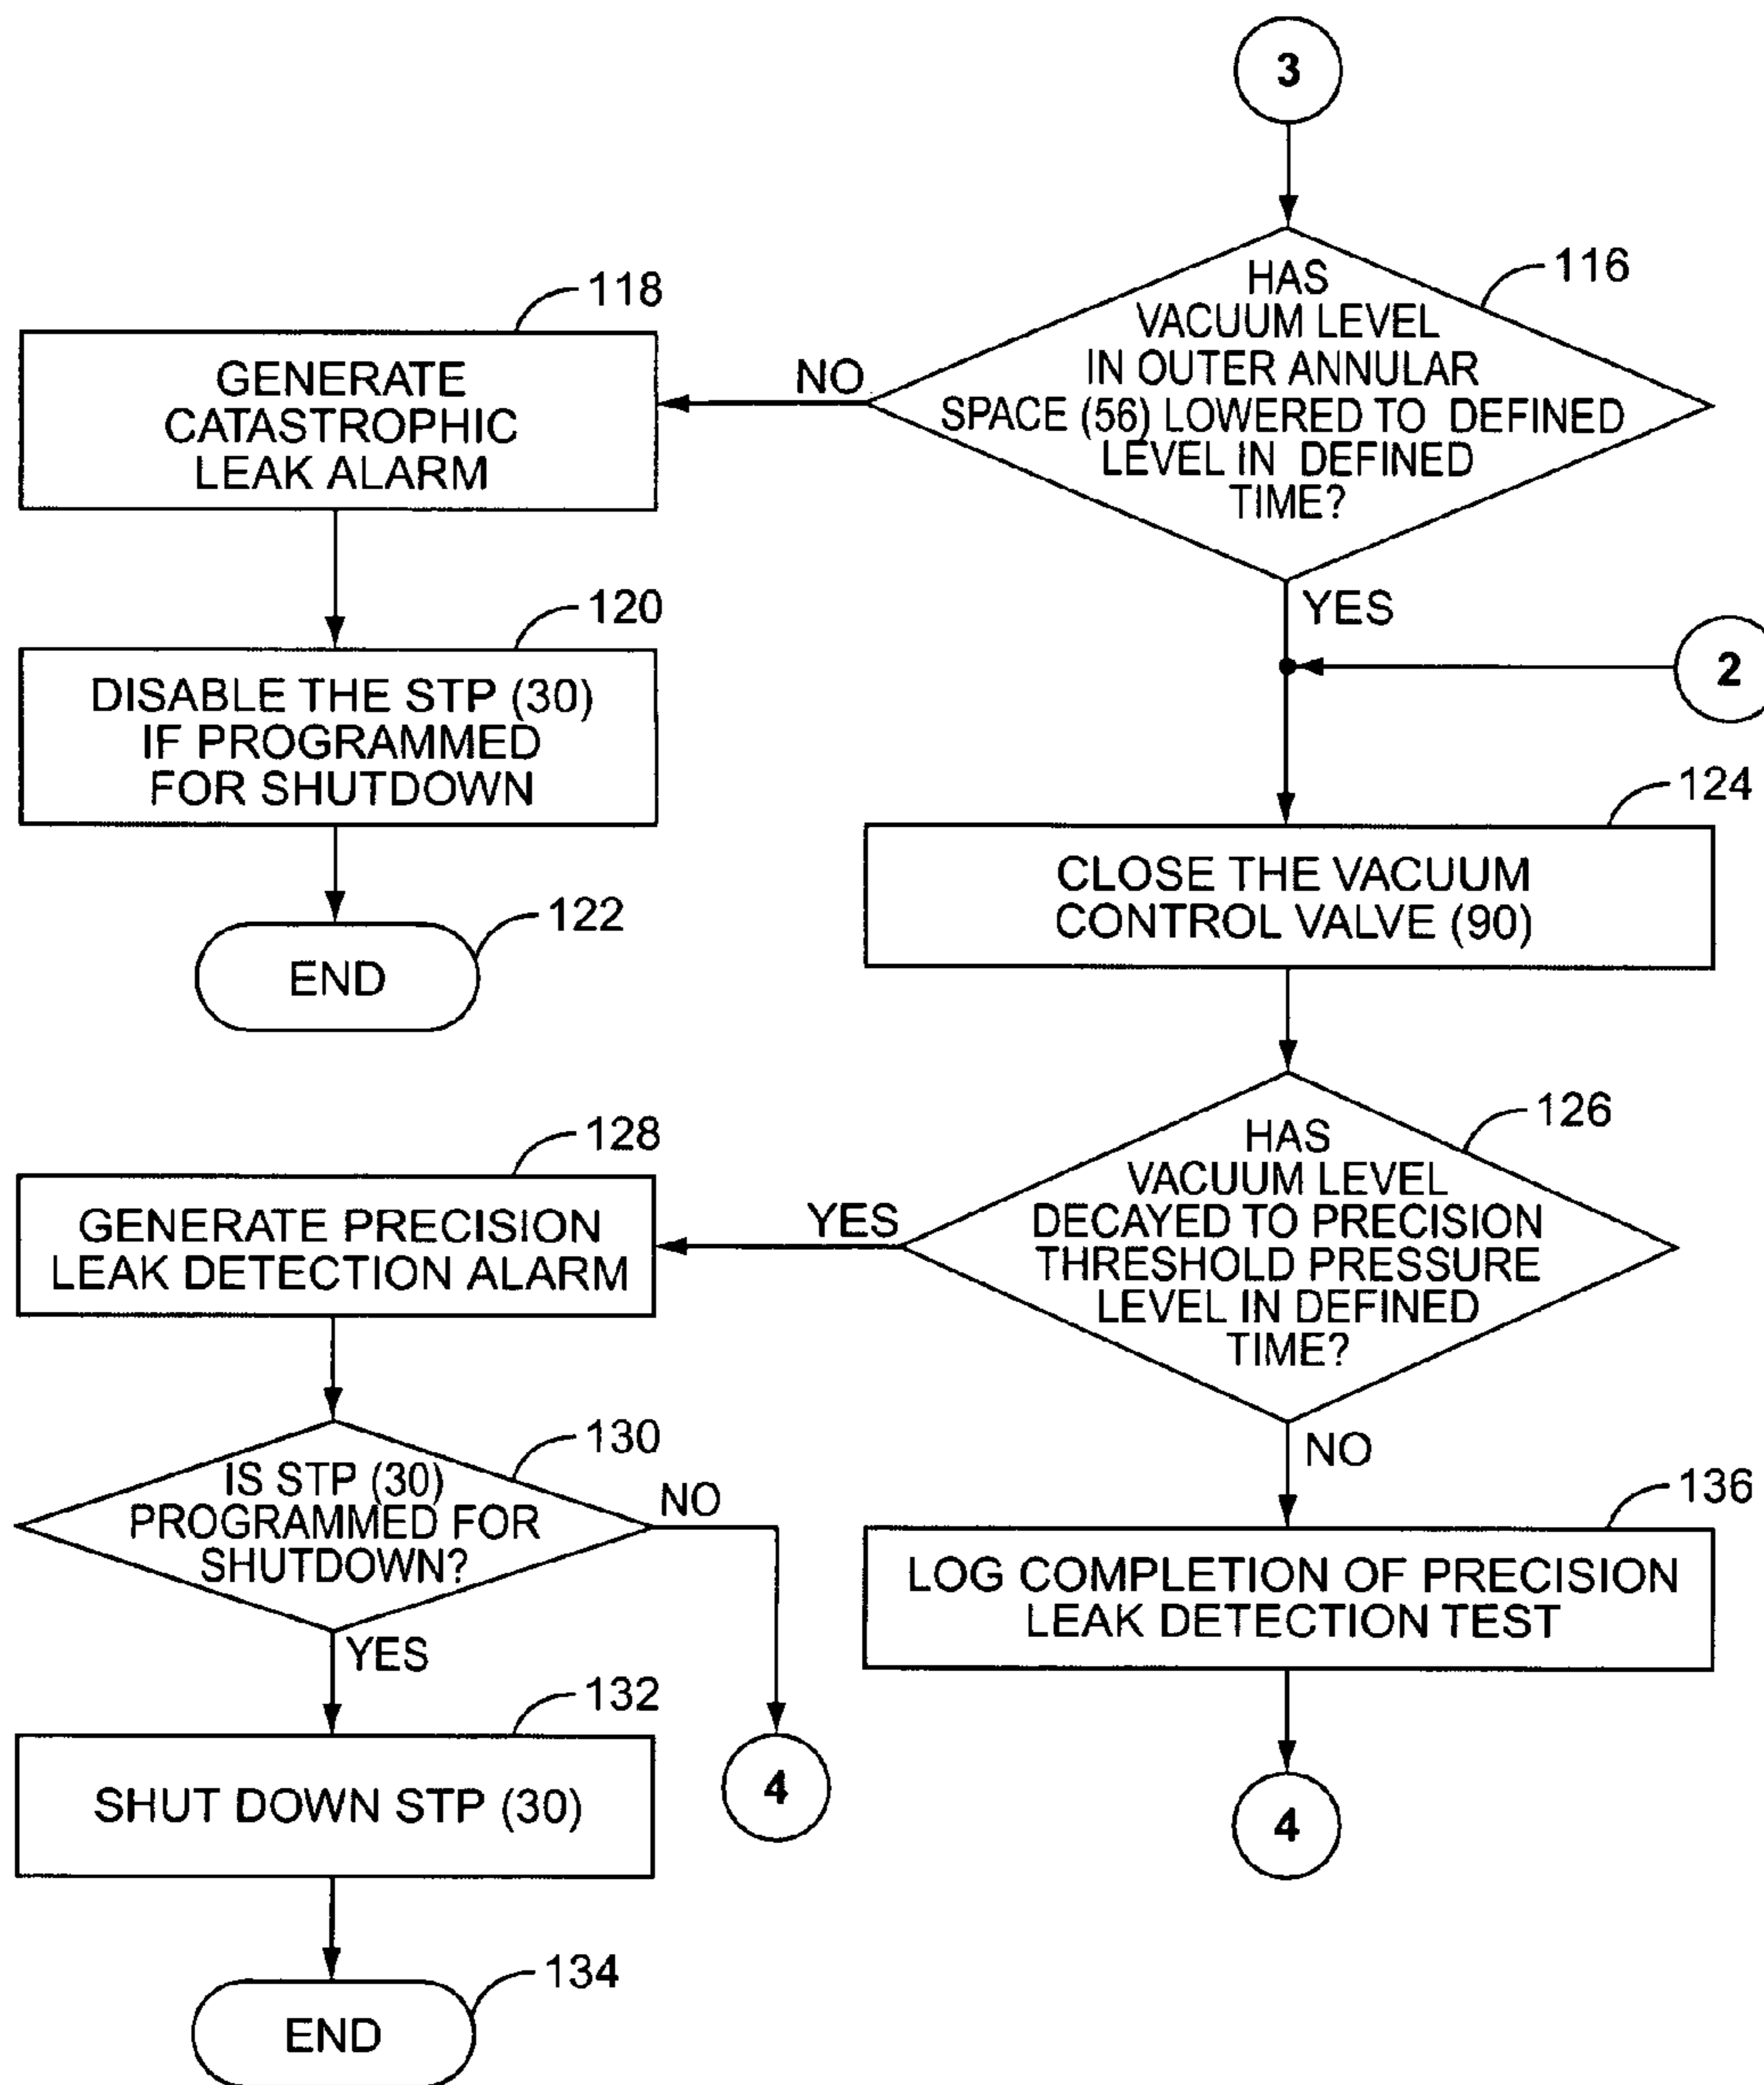 3
HAS
VACUUM LEVEL
IN OUTER ANNULAR
SPACE (56) LOWERED TO DEFINED
LEVEL IN DEFINED
TIME?
116
NO
118
GENERATE
CATASTROPHIC
LEAK ALARM
120
DISABLE THE STP (30)
IF PROGRAMMED
FOR SHUTDOWN
122
END
YES
2
124
CLOSE THE VACUUM
CONTROL VALVE (90)
126
HAS
VACUUM LEVEL
DECAYED TO PRECISION
THRESHOLD PRESSURE
LEVEL IN DEFINED
TIME?
YES
128
GENERATE PRECISION
LEAK DETECTION ALARM
130
IS STP (30)
PROGRAMMED FOR
SHUTDOWN?
NO
4
YES
132
SHUT DOWN STP (30)
134
END
NO
136
LOG COMPLETION OF PRECISION
LEAK DETECTION TEST
4